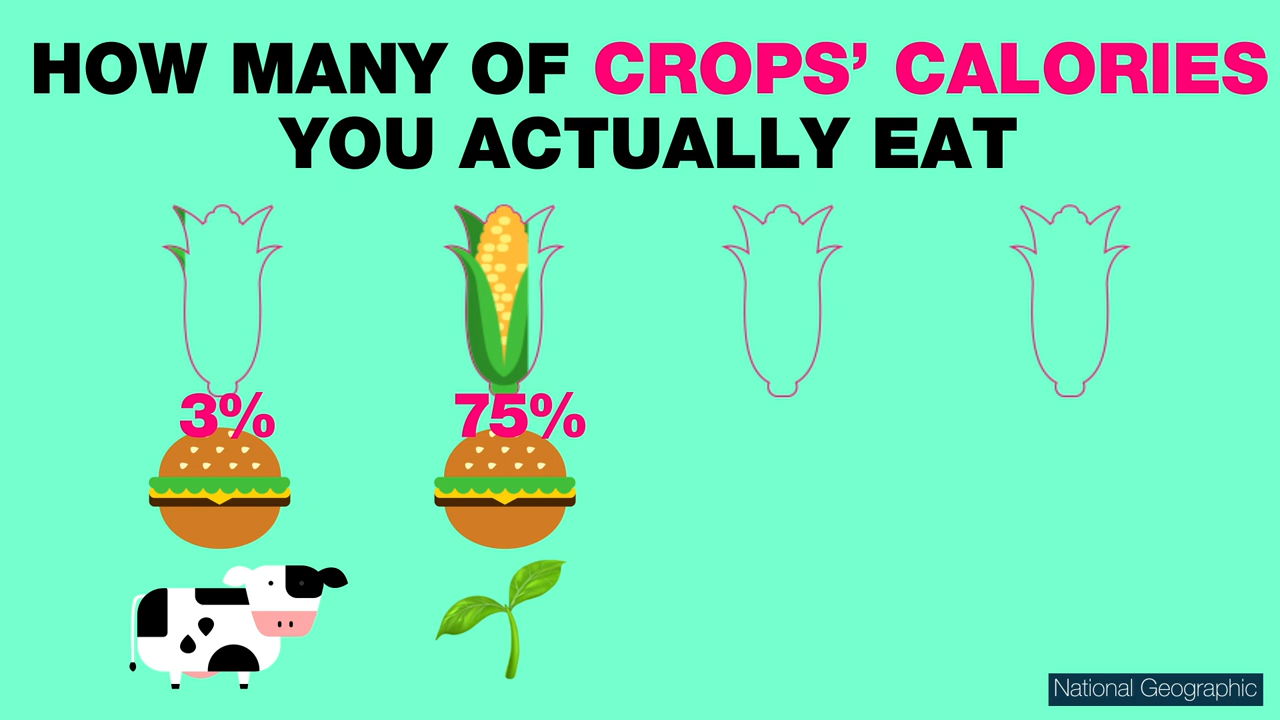 HOW MANY OF CROPS’ CALORIES
YOU ACTUALLY EAT
3%
75%
National Geographic